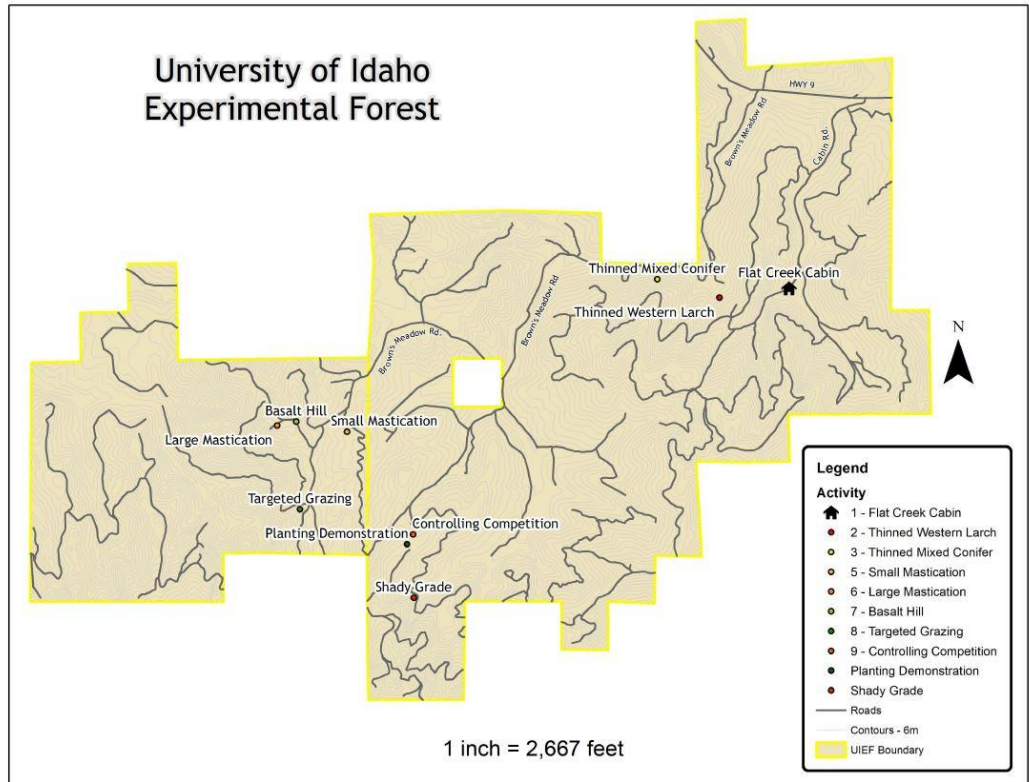 University of Idaho
Experimental Forest
HWY 9
Brown's Meadow Rd
Cabin Rd.
Thinned Mixed Conifer
Flat Creek Cabin
Thinned Western Larch
Brown's Meadow Rd
Brown's Meadow Rd.
N
Basalt Hill
Small Mastication
Large Mastication
Targeted Grazing
Controlling Competition
Planting Demonstration
Shady Grade
Legend
Activity
1 - Flat Creek Cabin
2 - Thinned Western Larch
3 - Thinned Mixed Conifer
5 - Small Mastication
6 - Large Mastication
7 - Basalt Hill
8 - Targeted Grazing
9 - Controlling Competition
Planting Demonstration
Shady Grade
Roads
Contours - 6m
UIEF Boundary
1 inch = 2,667 feet